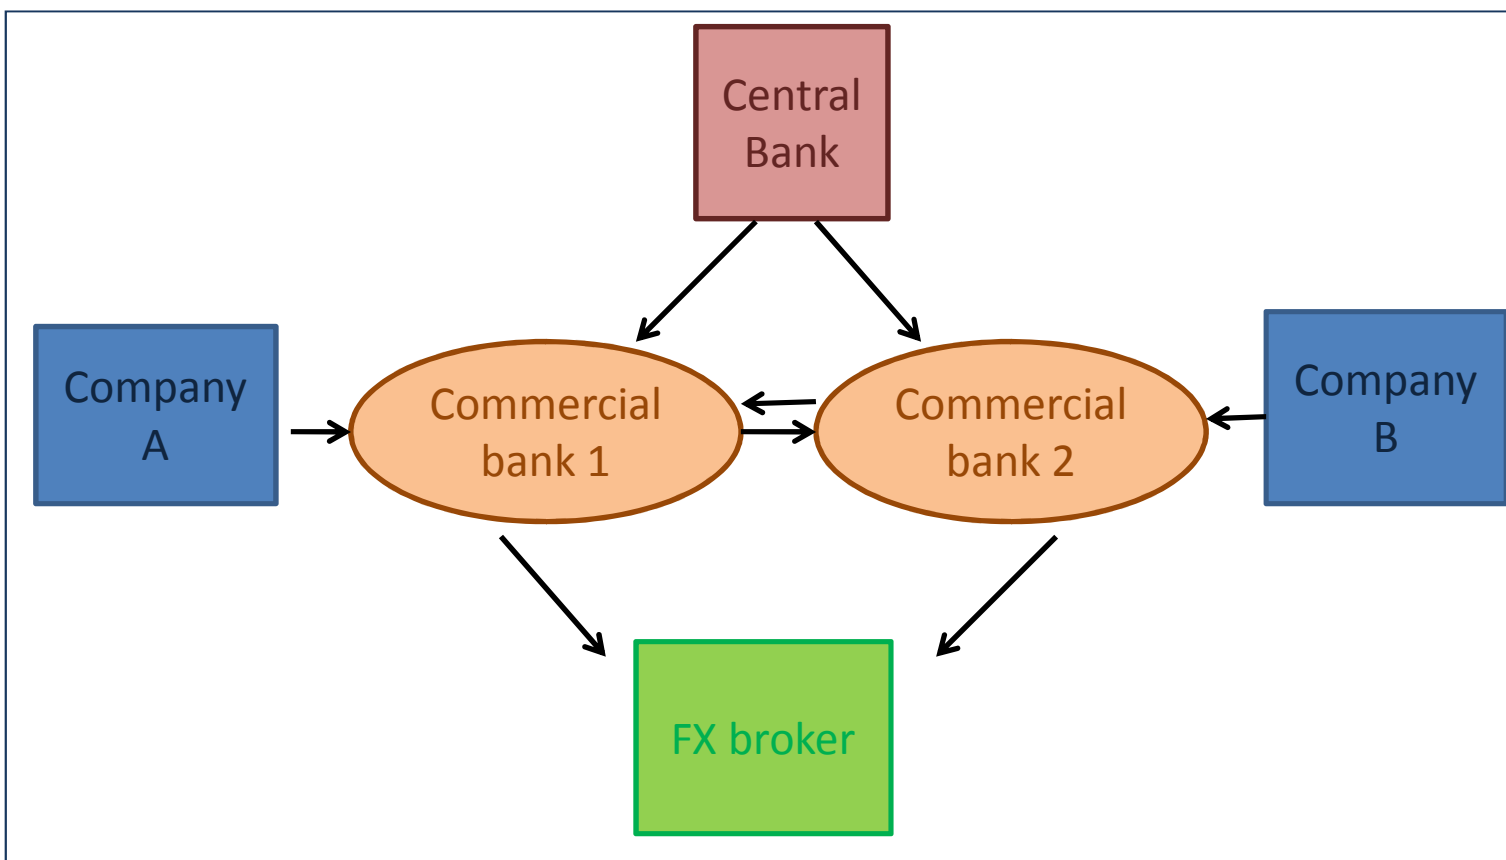 Central
Bank
Company
A
Commercial
bank 1
Commercial
bank 2
Company
B
FX broker